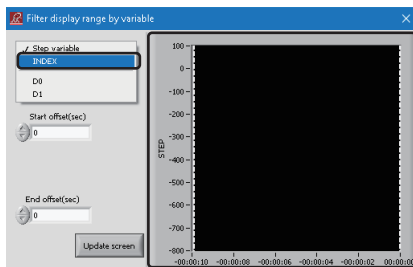 Filter display range by variable
Step variable
INDEX
D0
D1
Start offset(sec)
0
End offset(sec)
0
Update screen
STEP
100
0
-100
-200
-300
-400
-500
-600
-700
-800
-00:00:10 -00:00:08 -00:00:06 -00:00:04 -00:00:02 00:00:00